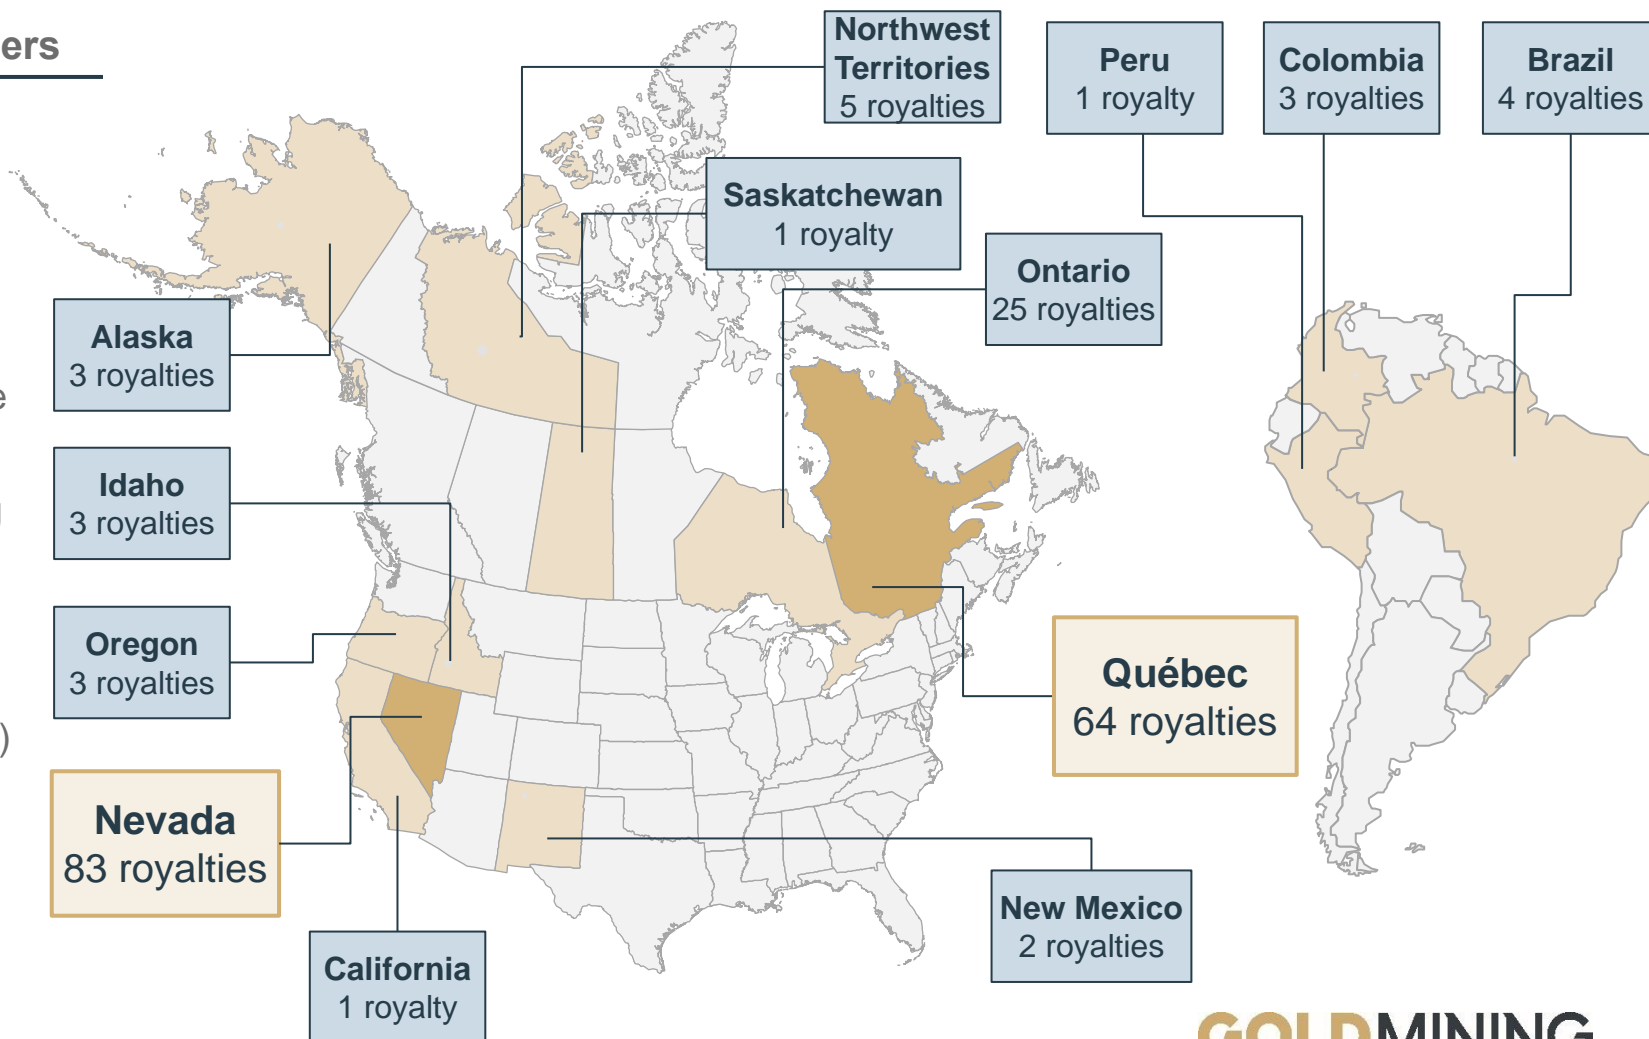 ers
Northwest
Territories
5 royalties
Peru
1 royalty
Colombia
3 royalties
Brazil
4 royalties
Saskatchewan
1 royalty
Ontario
25 royalties
Alaska
3 royalties
e
Idaho
3 royalties
g
Oregon
3 royalties
Québec
64 royalties
)
Nevada
83 royalties
New Mexico
2 royalties
California
1 royalty
GOLDMINING